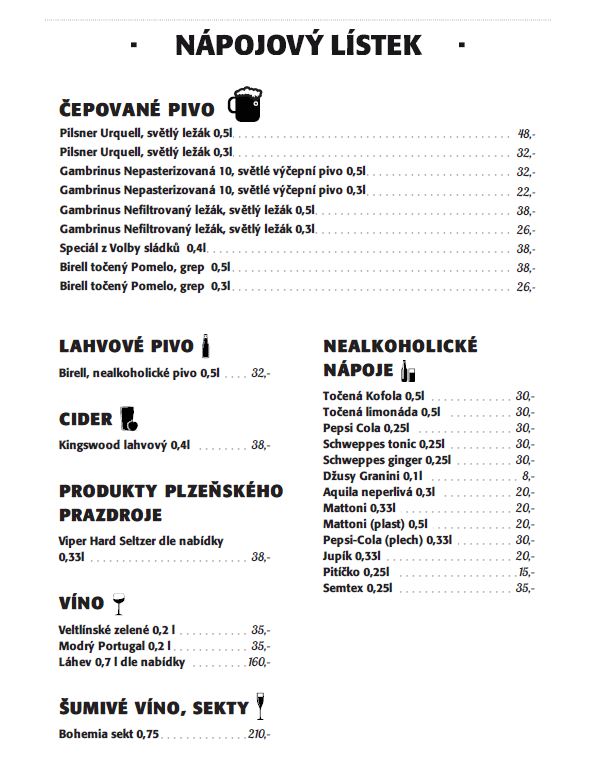 NÁPOJOVÝ LÍSTEK
ČEPOVANÉ PIVO
Pilsner Urquell, světlý ležák 0,5l 48,-
Pilsner Urquell, světlý ležák 0,3l 32,-
Gambrinus Nepasterizovaná 10, světlé výčepní pivo 0,5l 32,-
Gambrinus Nepasterizovaná 10, světlé výčepní pivo 0,3l 22,-
Gambrinus Nefiltrovaný ležák, světlý ležák 0,5l 38,-
Gambrinus Nefiltrovaný ležák, světlý ležák 0,3l 26,-
Speciál z Volby sládků 0,4l 38,-
Birell točený Pomelo, grep 0,5l 38,-
Birell točený Pomelo, grep 0,3l 26,-
LAHVOVÉ PIVO
Birell, nealkoholické pivo 0,5l 32,-
CIDER
Kingswood lahvový 0,4l 38,-
PRODUKTY PLZEŇSKÉHO
PRAZDROJE
Viper Hard Seltzer dle nabídky
0,33l 38,-
VÍNO
Veltlínské zelené 0,2 l 35,-
Modrý Portugal 0,2 l 35,-
Láhev 0,7 l dle nabídky 160,-
ŠUMIVÉ VÍNO, SEKTY
Bohemia sekt 0,75 210,-
NEALKOHOLICKÉ
NÁPOJE
Točená Kofola 0,5l 30,-
Točená limonáda 0,5l 30,-
Pepsi Cola 0,25l 30,-
Schweppes tonic 0,25l 30,-
Schweppes ginger 0,25l 30,-
Džusy Granini 0,1l 8,-
Aquila neperlivá 0,3l 20,-
Mattoni 0,33l 20,-
Mattoni (plast) 0,5l 20,-
Pepsi-Cola (plech) 0,33l 30,-
Jupík 0,33l 20,-
Pitíčko 0,25l 15,-
Semtex 0,25l 35,-